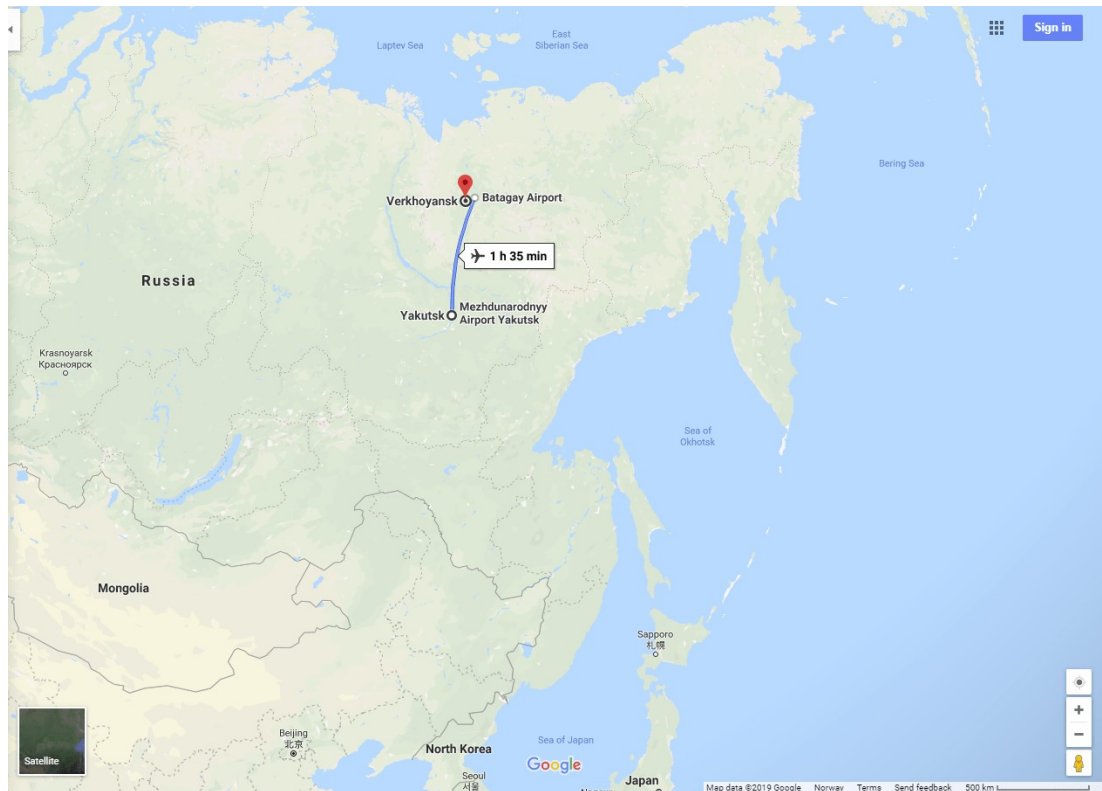 Sign in
Laptev Sea
East
Siberian Sea
Bering Sea
Verkhoyansk
Batagay Airport
1 h 35 min
Russia
Yakutsk
Mezhdunarodnyy
Airport Yakutsk
Krasnoyarsk
Красноярск
Sea of
Okhotsk
Mongolia
Sapporo
札幌
Beijing
北京
Satellite
North Korea
Sea of Japan
Google
Seoul
서울
Japan
Map data ©2019 Google
Norway
Terms
Send feedback
500 km